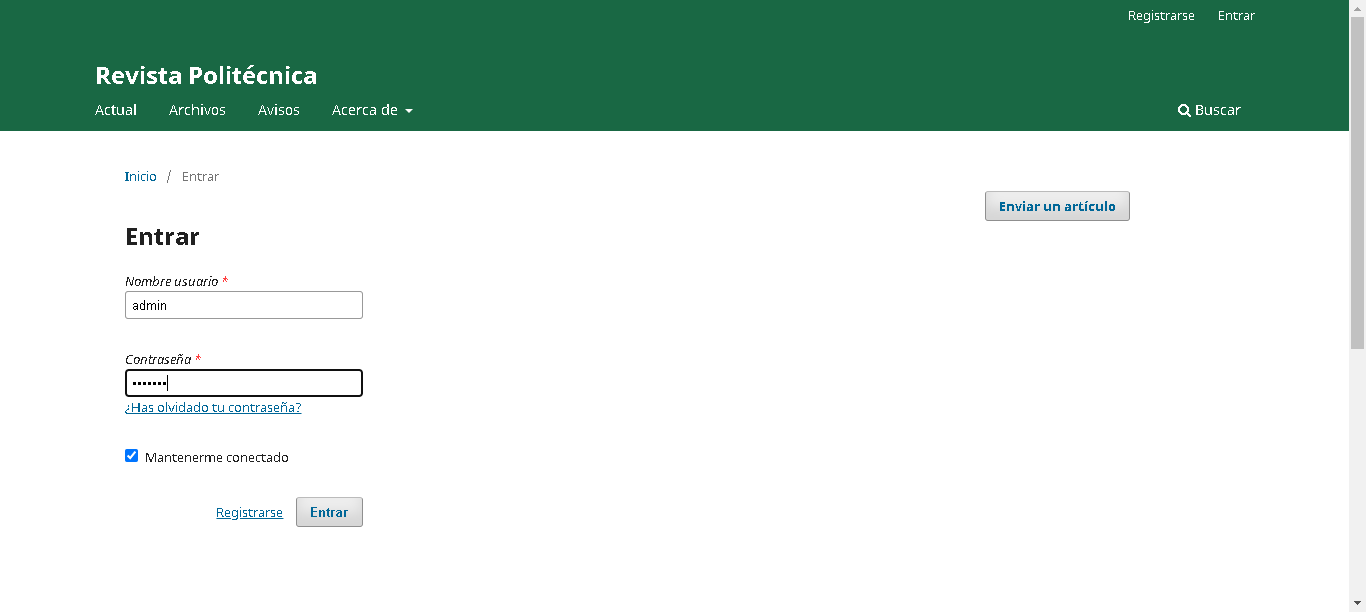 Registrarse Entrar
Revista Politécnica
Actual Archivos Avisos Acerca de Buscar
Inicio / Entrar
Enviar un artículo
Entrar
Nombre usuario *
admin
Contraseña *
•••••••
¿Has olvidado tu contraseña?
Mantenerme conectado
Registrarse Entrar